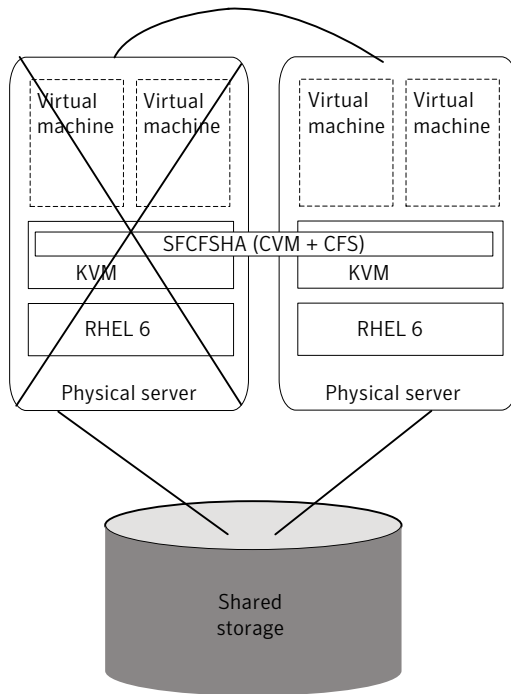 Virtual
machine
Virtual
machine
Virtual
machine
Virtual
machine
SFCFSHA (CVM + CFS)
KVM
KVM
RHEL 6
RHEL 6
Physical server
Physical server
Shared
storage